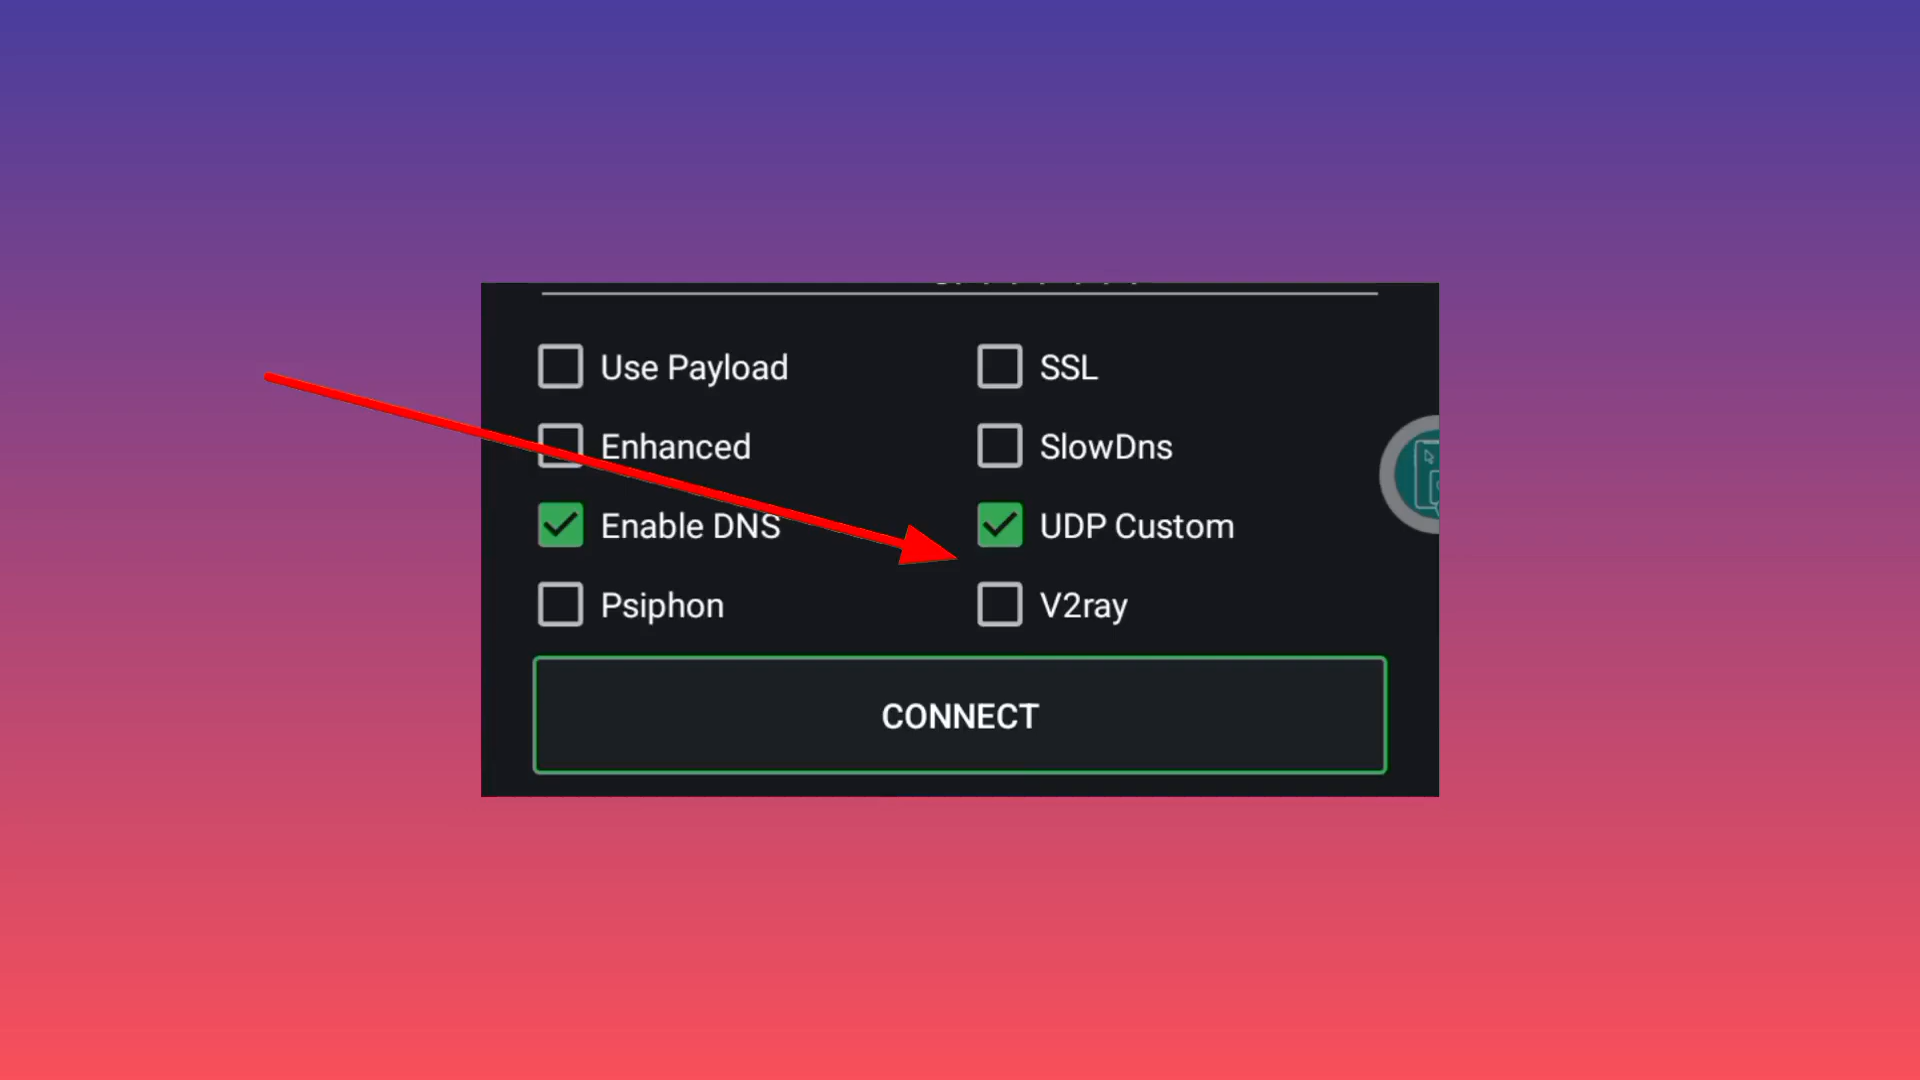 Use Payload SSL
Enhanced SlowDns
Enable DNS UDP Custom
Psiphon V2ray
CONNECT